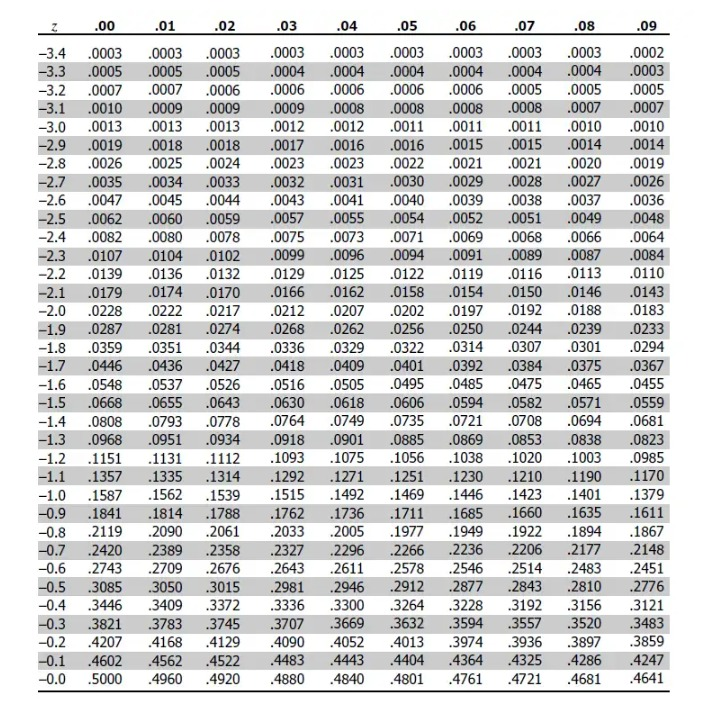 z .00 .01 .02 .03 .04 .05 .06 .07 .08 .09
–3.4 .0003 .0003 .0003 .0003 .0003 .0003 .0003 .0003 .0003 .0002
–3.3 .0005 .0005 .0005 .0004 .0004 .0004 .0004 .0004 .0004 .0003
–3.2 .0007 .0007 .0006 .0006 .0006 .0006 .0006 .0005 .0005 .0005
–3.1 .0010 .0009 .0009 .0009 .0008 .0008 .0008 .0008 .0007 .0007
–3.0 .0013 .0013 .0013 .0012 .0012 .0011 .0011 .0011 .0010 .0010
–2.9 .0019 .0018 .0018 .0017 .0016 .0016 .0015 .0015 .0014 .0014
–2.8 .0026 .0025 .0024 .0023 .0023 .0022 .0021 .0021 .0020 .0019
–2.7 .0035 .0034 .0033 .0032 .0031 .0030 .0029 .0028 .0027 .0026
–2.6 .0047 .0045 .0044 .0043 .0041 .0040 .0039 .0038 .0037 .0036
–2.5 .0062 .0060 .0059 .0057 .0055 .0054 .0052 .0051 .0049 .0048
–2.4 .0082 .0080 .0078 .0075 .0073 .0071 .0069 .0068 .0066 .0064
–2.3 .0107 .0104 .0102 .0099 .0096 .0094 .0091 .0089 .0087 .0084
–2.2 .0139 .0136 .0132 .0129 .0125 .0122 .0119 .0116 .0113 .0110
–2.1 .0179 .0174 .0170 .0166 .0162 .0158 .0154 .0150 .0146 .0143
–2.0 .0228 .0222 .0217 .0212 .0207 .0202 .0197 .0192 .0188 .0183
–1.9 .0287 .0281 .0274 .0268 .0262 .0256 .0250 .0244 .0239 .0233
–1.8 .0359 .0351 .0344 .0336 .0329 .0322 .0314 .0307 .0301 .0294
–1.7 .0446 .0436 .0427 .0418 .0409 .0401 .0392 .0384 .0375 .0367
–1.6 .0548 .0537 .0526 .0516 .0505 .0495 .0485 .0475 .0465 .0455
–1.5 .0668 .0655 .0643 .0630 .0618 .0606 .0594 .0582 .0571 .0559
–1.4 .0808 .0793 .0778 .0764 .0749 .0735 .0721 .0708 .0694 .0681
–1.3 .0968 .0951 .0934 .0918 .0901 .0885 .0869 .0853 .0838 .0823
–1.2 .1151 .1131 .1112 .1093 .1075 .1056 .1038 .1020 .1003 .0985
–1.1 .1357 .1335 .1314 .1292 .1271 .1251 .1230 .1210 .1190 .1170
–1.0 .1587 .1562 .1539 .1515 .1492 .1469 .1446 .1423 .1401 .1379
–0.9 .1841 .1814 .1788 .1762 .1736 .1711 .1685 .1660 .1635 .1611
–0.8 .2119 .2090 .2061 .2033 .2005 .1977 .1949 .1922 .1894 .1867
–0.7 .2420 .2389 .2358 .2327 .2296 .2266 .2236 .2206 .2177 .2148
–0.6 .2743 .2709 .2676 .2643 .2611 .2578 .2546 .2514 .2483 .2451
–0.5 .3085 .3050 .3015 .2981 .2946 .2912 .2877 .2843 .2810 .2776
–0.4 .3446 .3409 .3372 .3336 .3300 .3264 .3228 .3192 .3156 .3121
–0.3 .3821 .3783 .3745 .3707 .3669 .3632 .3594 .3557 .3520 .3483
–0.2 .4207 .4168 .4129 .4090 .4052 .4013 .3974 .3936 .3897 .3859
–0.1 .4602 .4562 .4522 .4483 .4443 .4404 .4364 .4325 .4286 .4247
–0.0 .5000 .4960 .4920 .4880 .4840 .4801 .4761 .4721 .4681 .4641